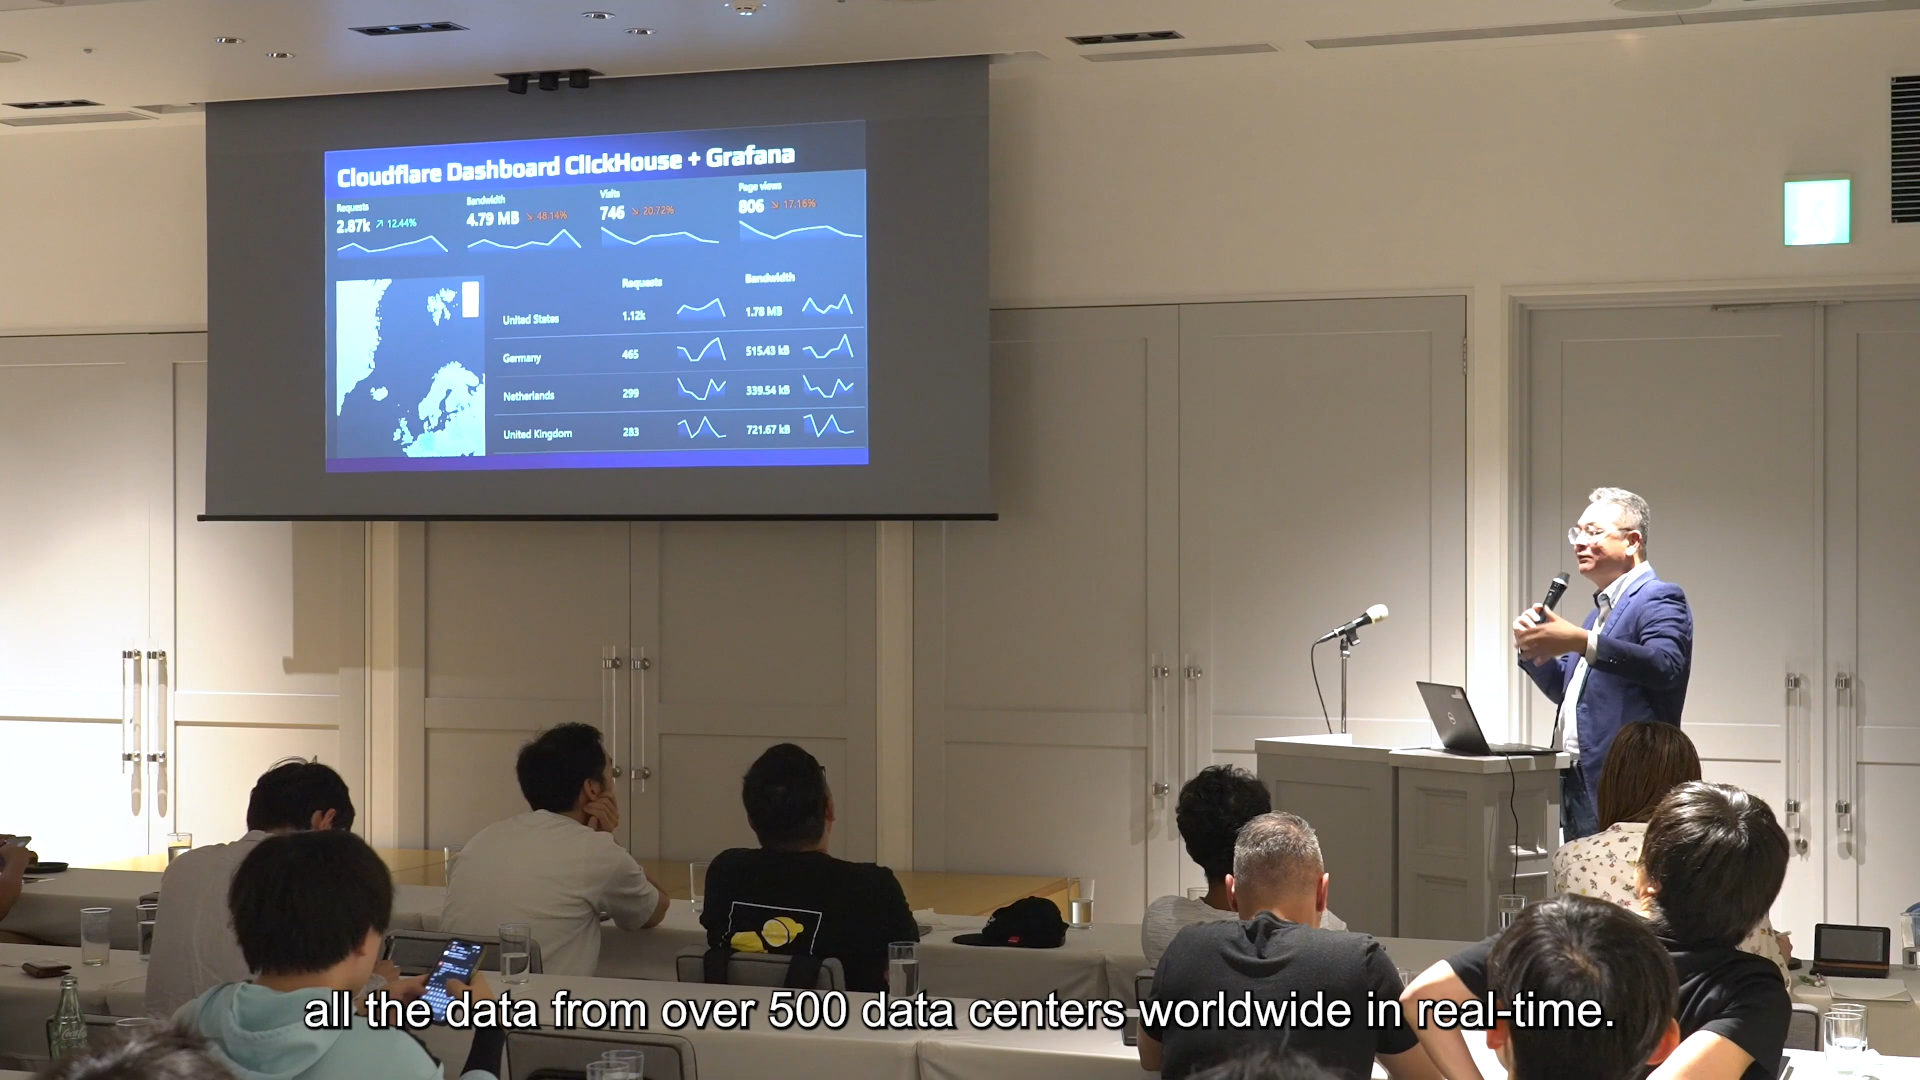 Cloudflare Dashboard ClickHouse + Grafana
Requests
2.87k ↗ 12.44%
Bandwidth
4.79 MB ↘ 48.14%
Visits
746 ↘ 20.72%
Page views
806 ↘ 17.16%
Requests Bandwidth
United States 1.12k 1.78 MB
Germany 465 515.43 kB
Netherlands 299 339.54 kB
United Kingdom 283 721.67 kB
all the data from over 500 data centers worldwide in real-time.